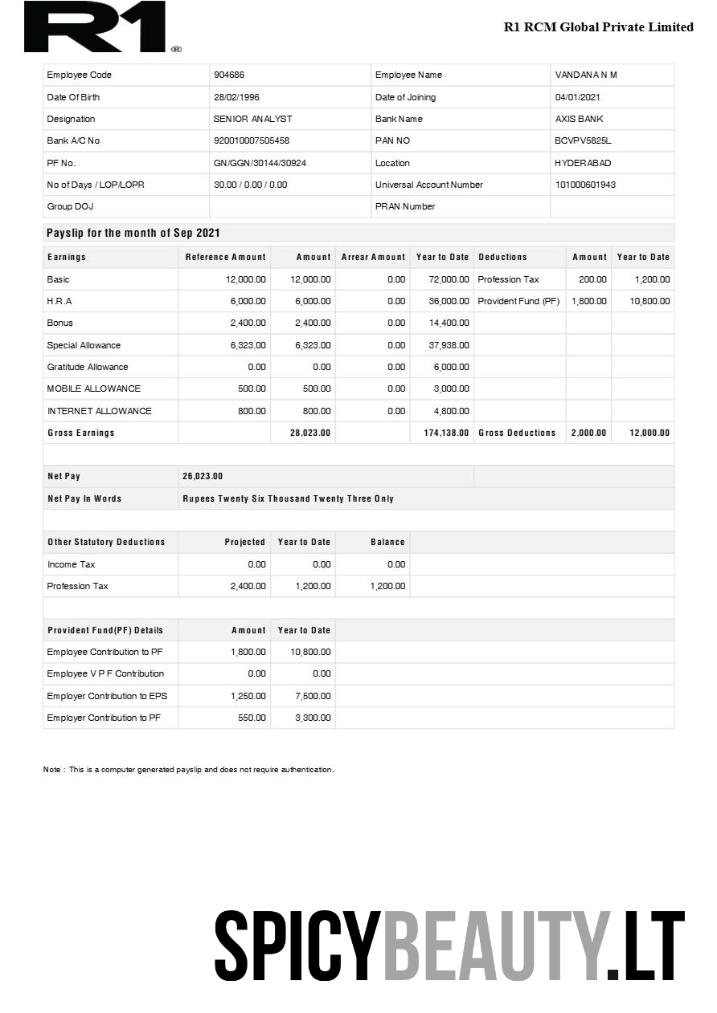 R1®
R1 RCM Global Private Limited
Employee Code 904686 Employee Name VANDANA N M
Date Of Birth 28/02/1996 Date of Joining 04/01/2021
Designation SENIOR ANALYST Bank Name AXIS BANK
Bank A/C No 920010007505458 PAN NO BCVPV5825L
PF No. GN/GGN/30144/30924 Location HYDERABAD
No of Days / LOP/LOPR 30.00 / 0.00 / 0.00 Universal Account Number 101000601943
Group DOJ PRAN Number
Payslip for the month of Sep 2021
Earnings Reference Amount Amount Arrear Amount Year to Date Deductions Amount Year to Date
Basic 12,000.00 12,000.00 0.00 72,000.00 Profession Tax 200.00 1,200.00
H.R.A 6,000.00 6,000.00 0.00 36,000.00 Provident Fund (PF) 1,800.00 10,800.00
Bonus 2,400.00 2,400.00 0.00 14,400.00
Special Allowance 6,323.00 6,323.00 0.00 37,938.00
Gratitude Allowance 0.00 0.00 0.00 6,000.00
MOBILE ALLOWANCE 500.00 500.00 0.00 3,000.00
INTERNET ALLOWANCE 800.00 800.00 0.00 4,800.00
Gross Earnings 28,023.00 174,138.00 Gross Deductions 2,000.00 12,000.00
Net Pay 26,023.00
Net Pay In Words Rupees Twenty Six Thousand Twenty Three Only
Other Statutory Deductions Projected Year to Date Balance
Income Tax 0.00 0.00 0.00
Profession Tax 2,400.00 1,200.00 1,200.00
Provident Fund(PF) Details Amount Year to Date
Employee Contribution to PF 1,800.00 10,800.00
Employee V P F Contribution 0.00 0.00
Employer Contribution to EPS 1,250.00 7,500.00
Employer Contribution to PF 550.00 3,300.00
Note : This is a computer generated payslip and does not require authentication.
SPICYBEAUTY.LT